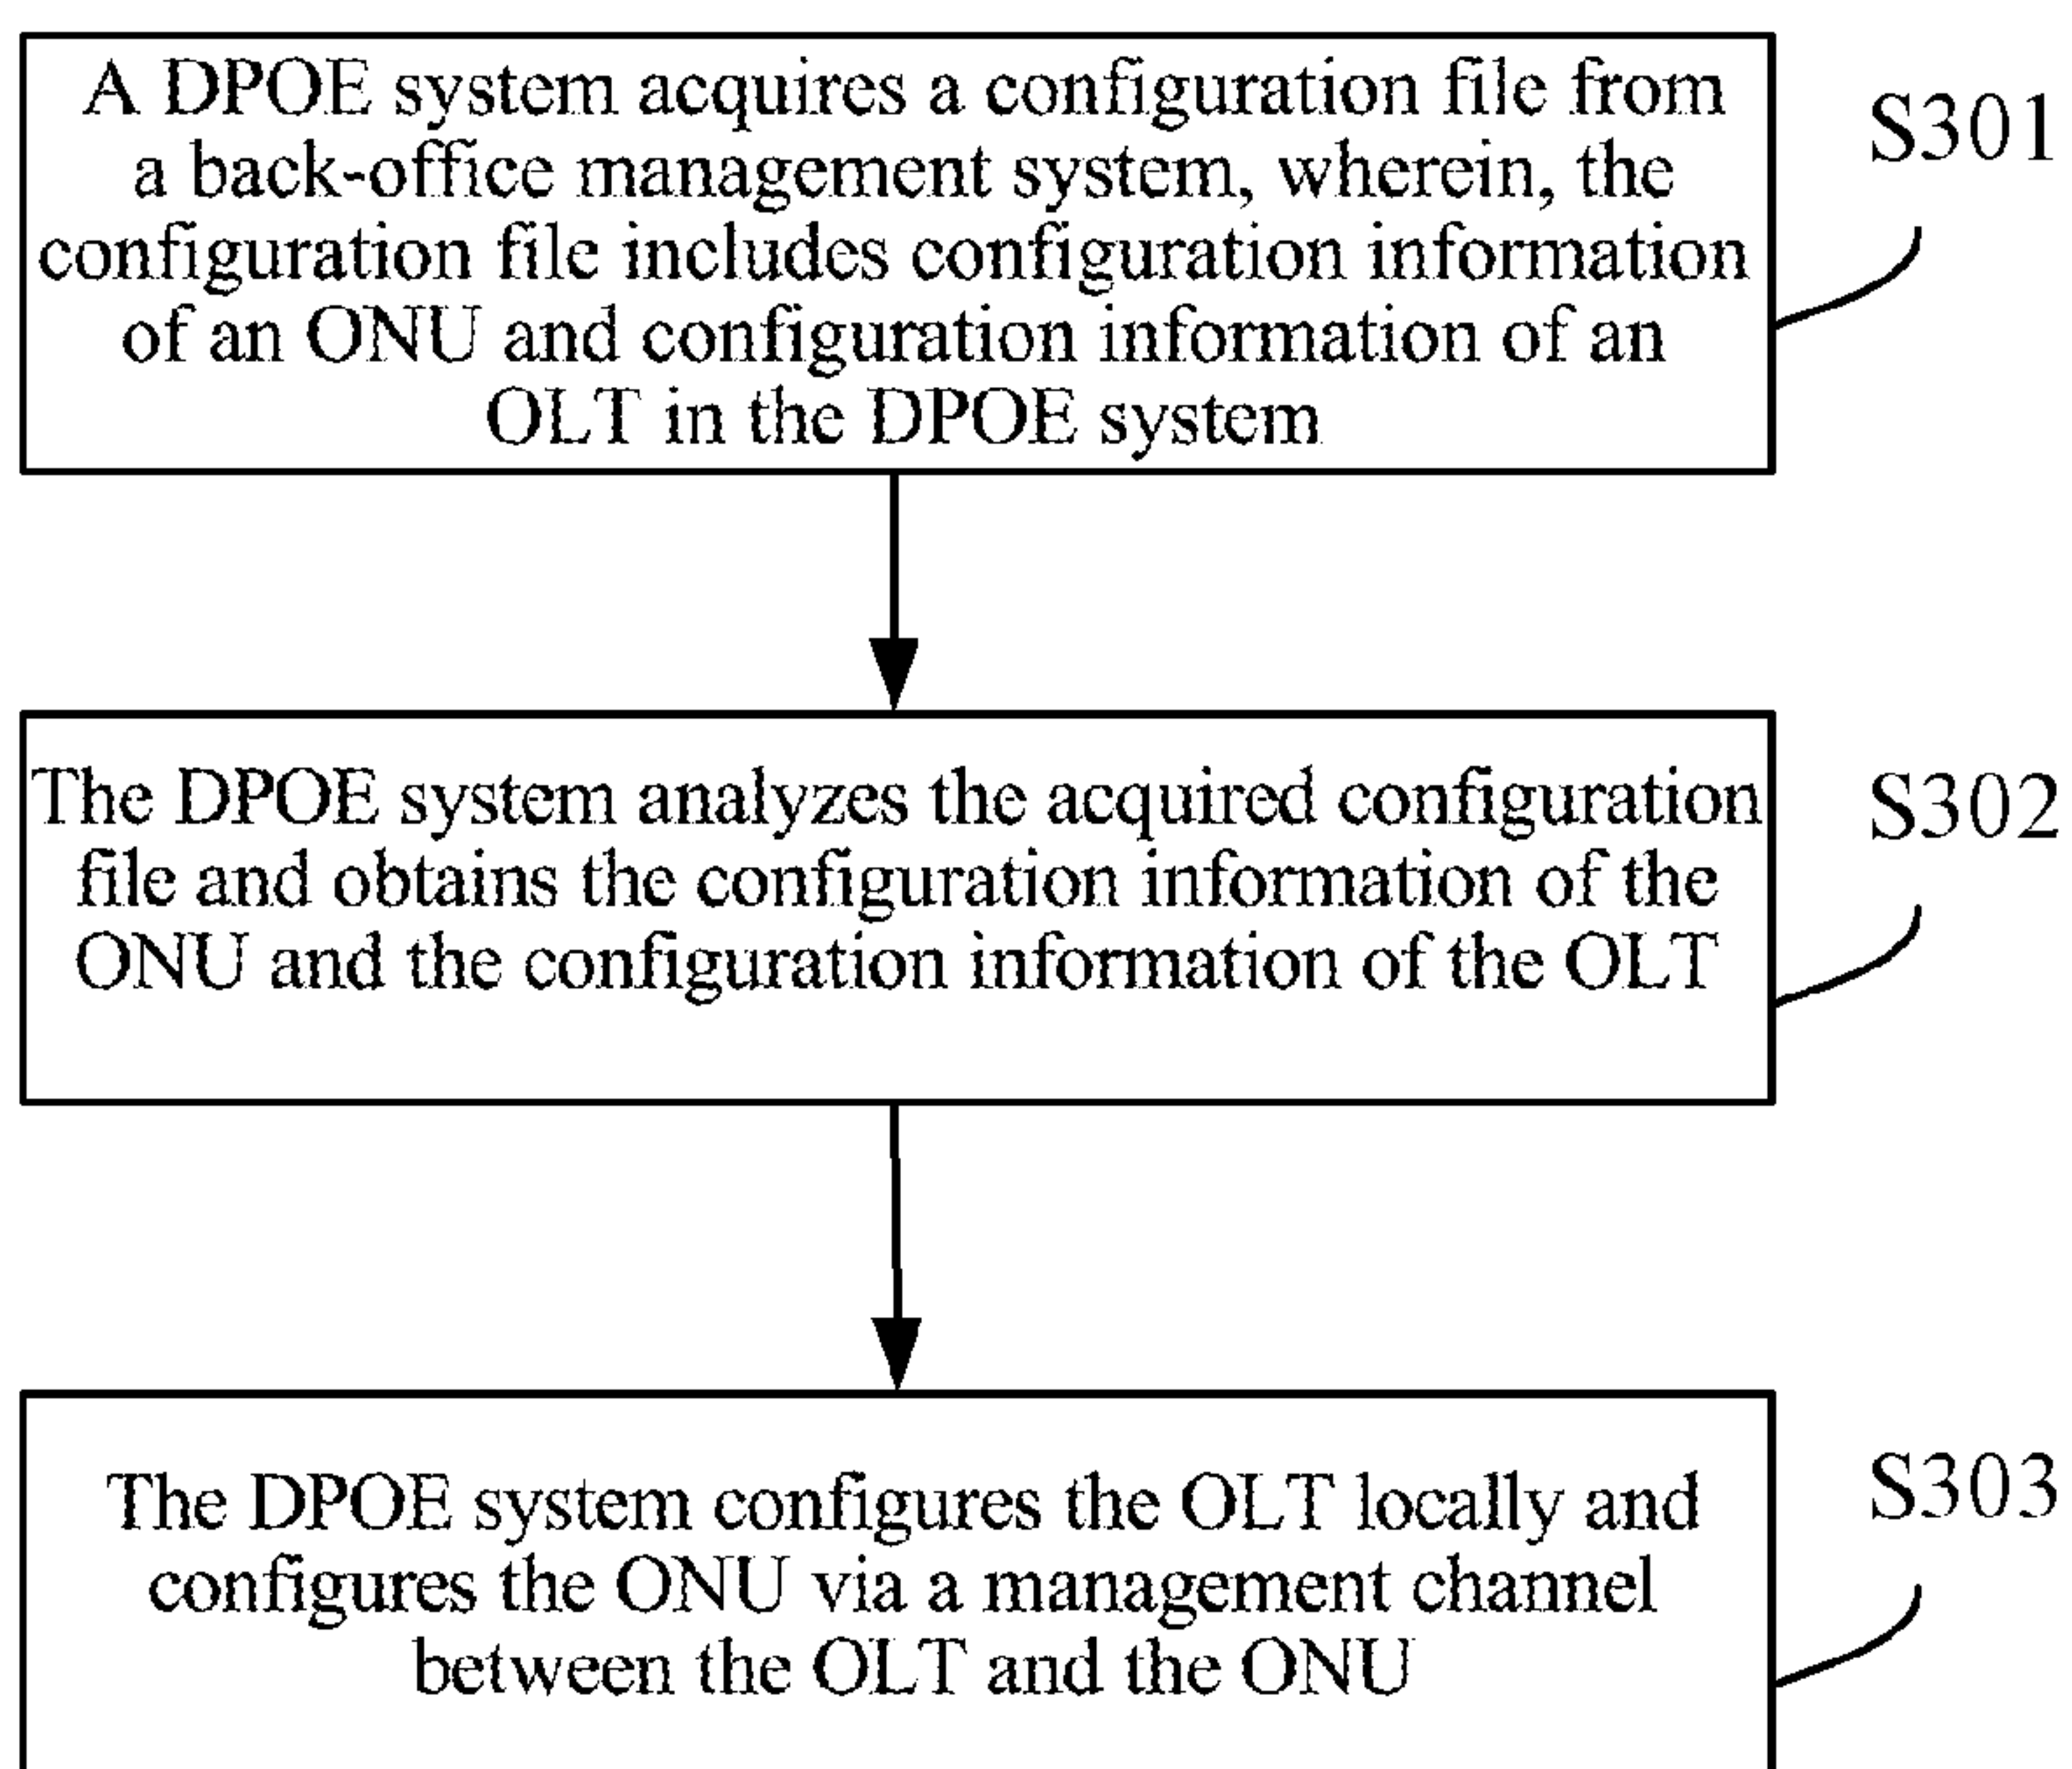 A DPOE system acquires a configuration file from
a back-office management system, wherein, the
configuration file includes configuration information
of an ONU and configuration information of an
OLT in the DPOE system
S301
The DPOE system analyzes the acquired configuration
file and obtains the configuration information of the
ONU and the configuration information of the OLT
S302
The DPOE system configures the OLT locally and
configures the ONU via a management channel
between the OLT and the ONU
S303